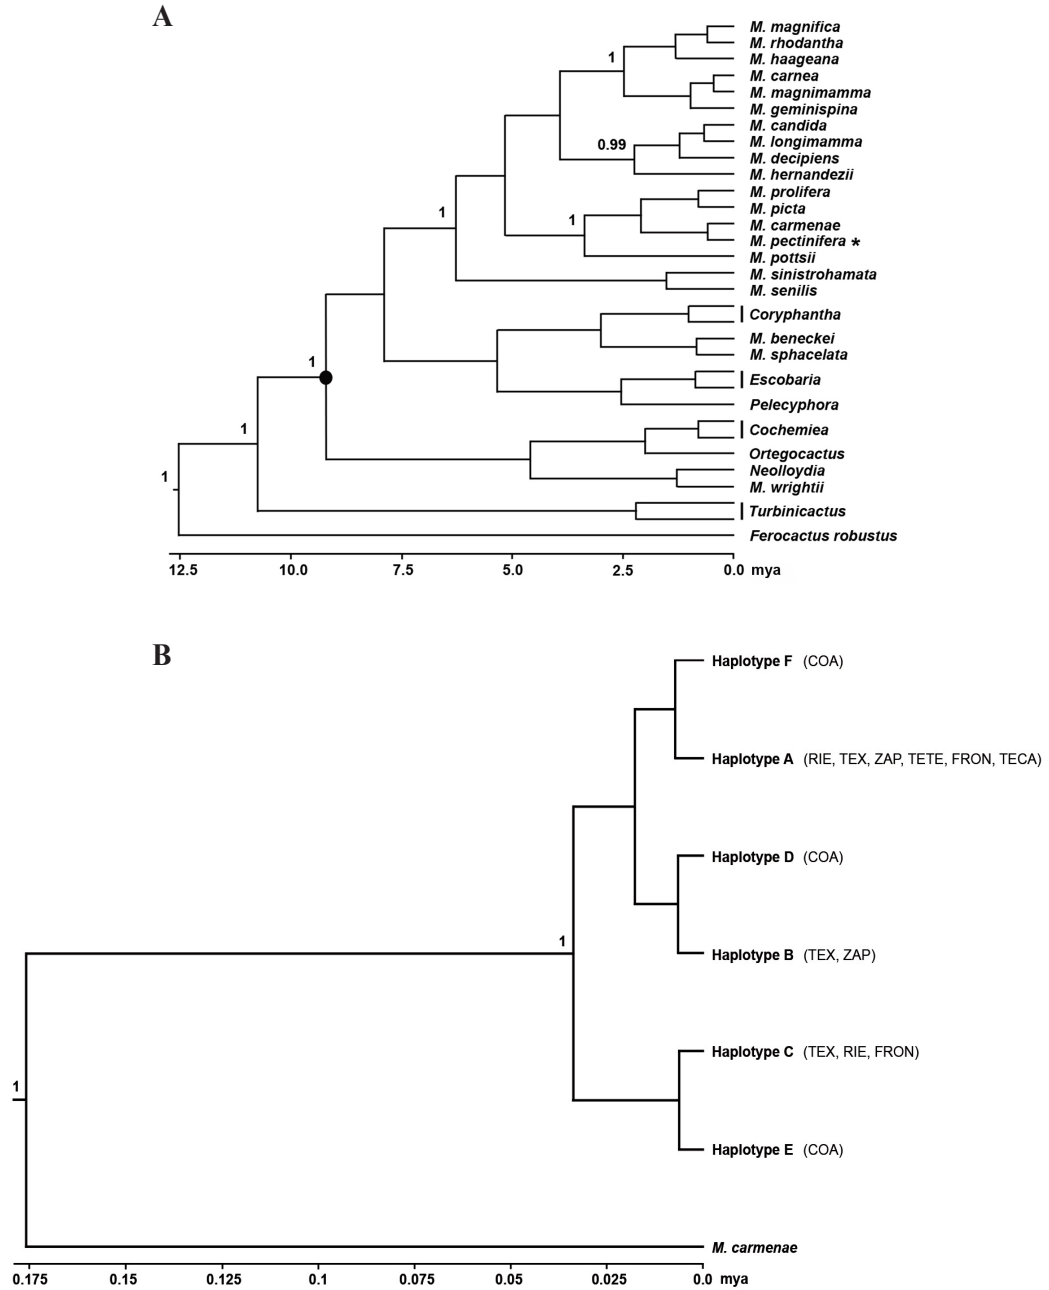 A
M. magnifica
M. rhodantha
M. haageana
1
M. carnea
M. magnimamma
M. geminispina
M. candida
0.99
M. longimamma
M. decipiens
M. hernandezii
M. prolifera
1
M. picta
1
M. carmenae
M. pectinifera *
M. pottsii
M. sinistrohamata
M. senilis
Coryphantha
M. beneckei
M. sphacelata
1
Escobaria
Pelecyphora
1
Cochemiea
Ortegocactus
1
Neolloydia
M. wrightii
Turbinicactus
Ferocactus robustus
12.5 10.0 7.5 5.0 2.5 0.0 mya
B
Haplotype F (COA)
Haplotype A (RIE, TEX, ZAP, TETE, FRON, TECA)
Haplotype D (COA)
1
Haplotype B (TEX, ZAP)
Haplotype C (TEX, RIE, FRON)
1
Haplotype E (COA)
M. carmenae
0.175 0.15 0.125 0.1 0.075 0.05 0.025 0.0 mya